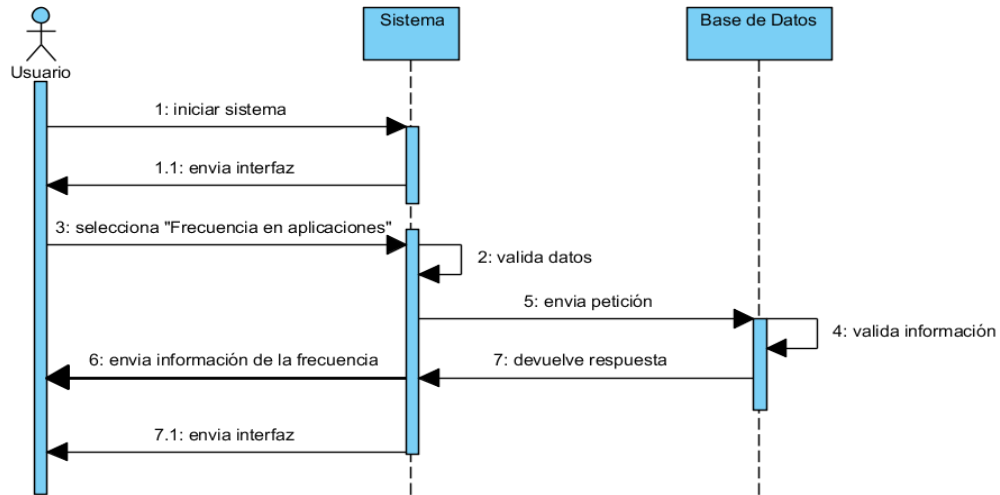 Sistema
Base de Datos
Usuario
1: iniciar sistema
1.1: envia interfaz
3: selecciona "Frecuencia en aplicaciones"
2: valida datos
5: envia petición
4: valida información
6: envia información de la frecuencia
7: devuelve respuesta
7.1: envia interfaz